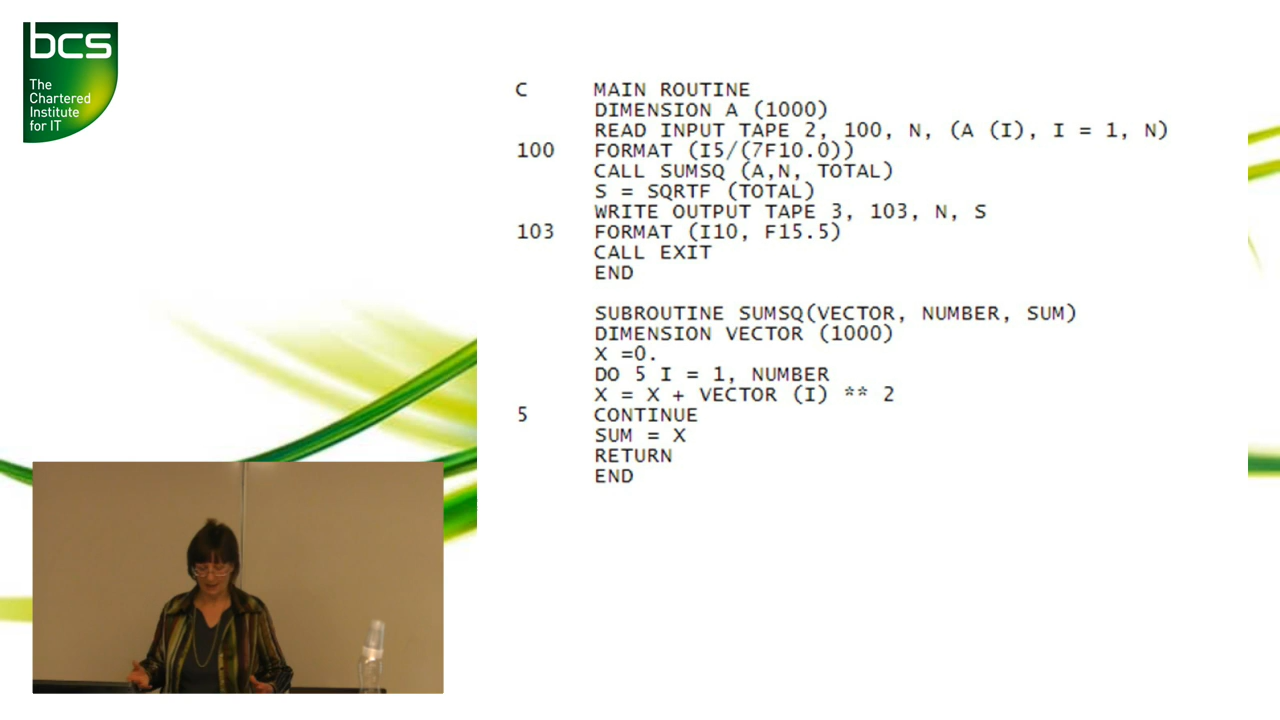 bcs
The
Chartered
Institute
for IT
C MAIN ROUTINE
DIMENSION A (1000)
READ INPUT TAPE 2, 100, N, (A (I), I = 1, N)
100 FORMAT (I5/(7F10.0))
CALL SUMSQ (A,N, TOTAL)
S = SQRTF (TOTAL)
WRITE OUTPUT TAPE 3, 103, N, S
103 FORMAT (I10, F15.5)
CALL EXIT
END
SUBROUTINE SUMSQ(VECTOR, NUMBER, SUM)
DIMENSION VECTOR (1000)
X =0.
DO 5 I = 1, NUMBER
X = X + VECTOR (I) ** 2
5 CONTINUE
SUM = X
RETURN
END